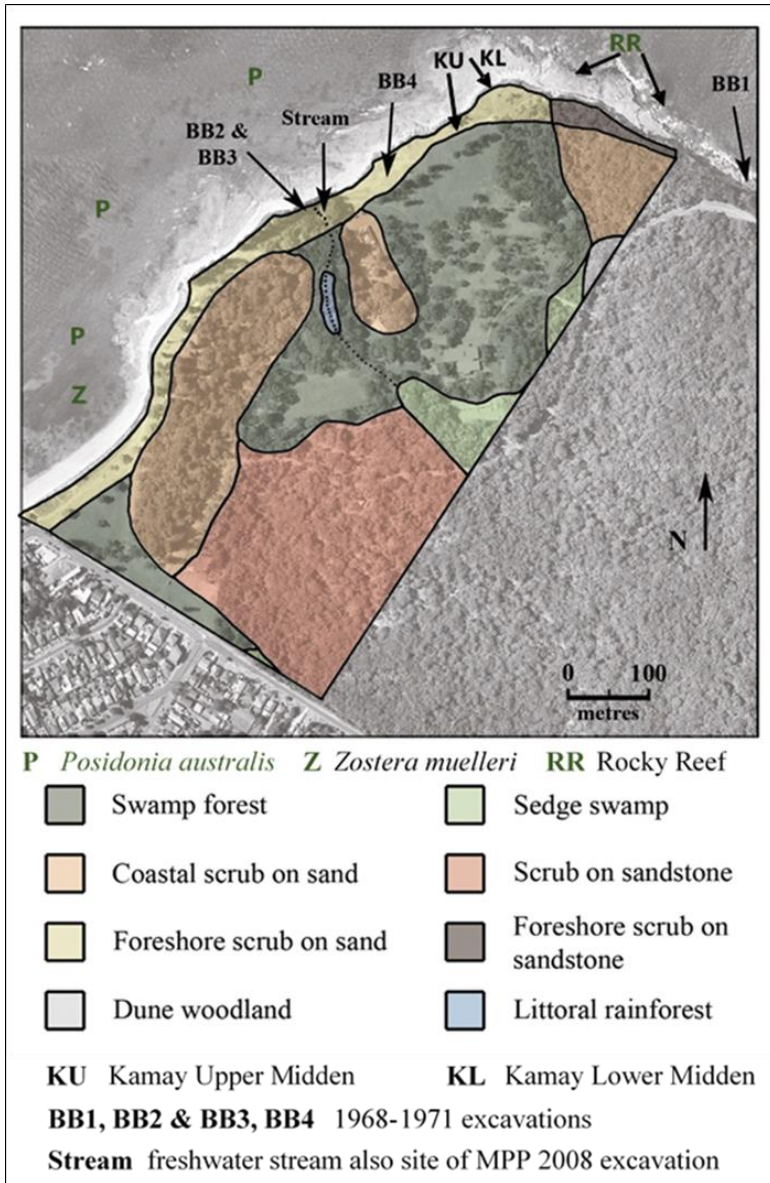 RR
KU KL
P
BB4
BB1
Stream
BB2 &
BB3
P
P
Z
N
0 100
metres
P Posidonia australis Z Zostera muelleri RR Rocky Reef
Swamp forest
Sedge swamp
Coastal scrub on sand
Scrub on sandstone
Foreshore scrub on sand
Foreshore scrub on
sandstone
Dune woodland
Littoral rainforest
KU Kamay Upper Midden KL Kamay Lower Midden
BB1, BB2 & BB3, BB4 1968-1971 excavations
Stream freshwater stream also site of MPP 2008 excavation